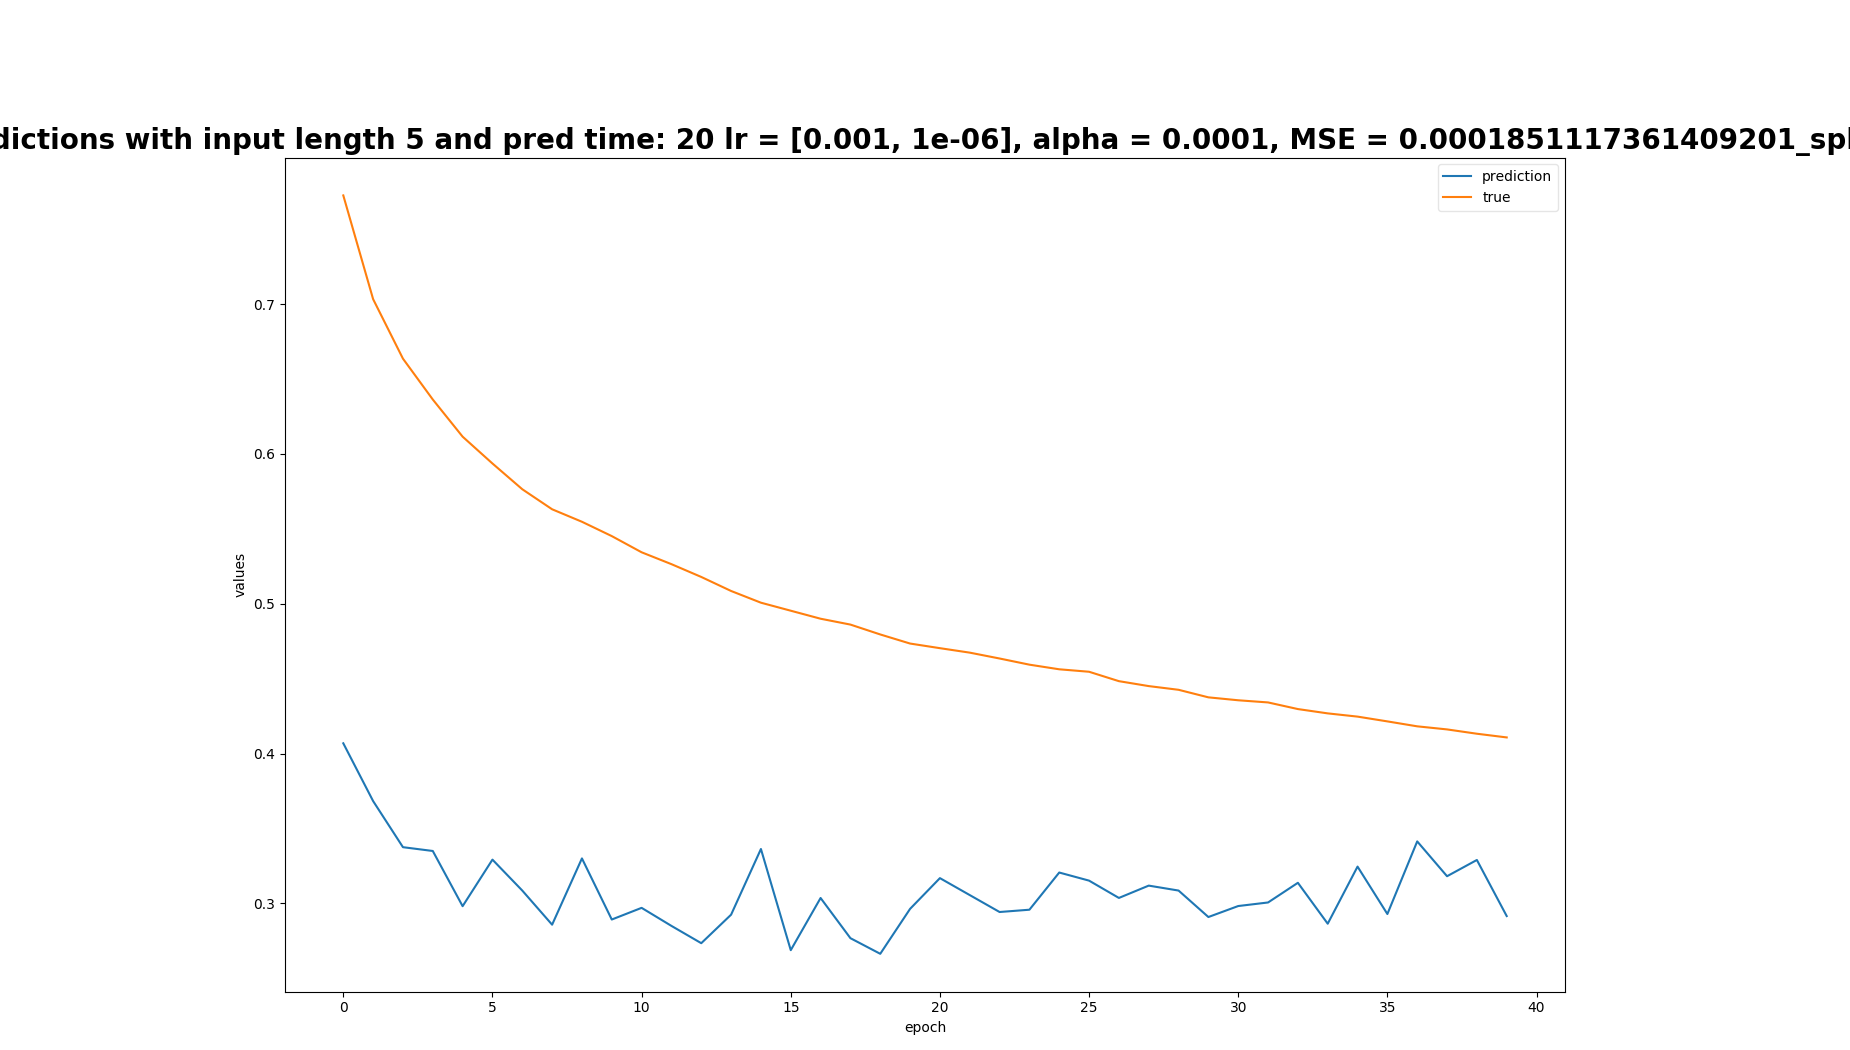 dictions with input length 5 and pred time: 20 lr = [0.001, 1e-06], alpha = 0.0001, MSE = 0.0001851117361409201_spl
prediction
true
0.7
0.6
0.5
0.4
0.3
values
0 5 10 15 20 25 30 35 40
epoch